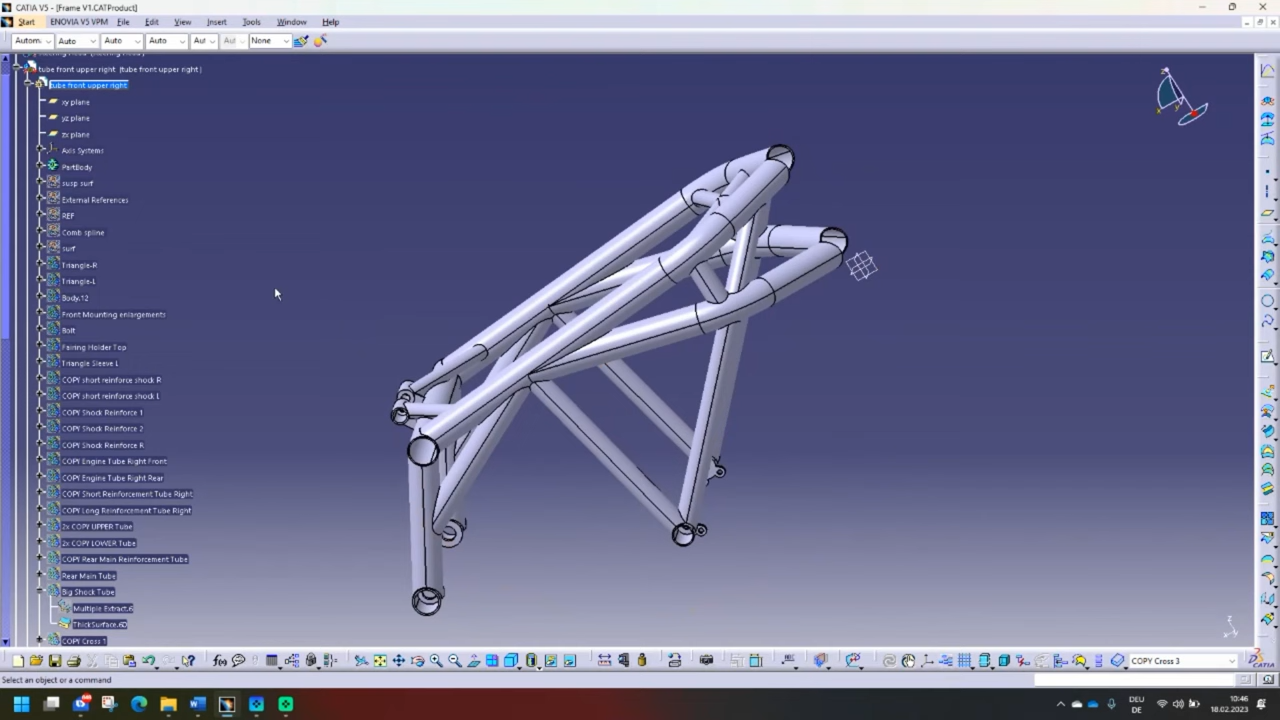 CATIA V5 - [Frame V1.CATProduct]
Start ENOVIA V5 VPM File Edit View Insert Tools Window Help
Autom Auto Auto Auto Aut Aut None
tube front upper right (tube front upper right)
tube front upper right
xy plane
yz plane
zx plane
Axis Systems
PartBody
susp surf
External References
REF
Comb spline
surf
Triangle-R
Triangle-L
Body.12
Front Mounting enlargements
Bolt
Fairing Holder Top
Triangle Sleeve L
COPY short reinforce shock R
COPY short reinforce shock L
COPY Shock Reinforce 1
COPY Shock Reinforce 2
COPY Shock Reinforce R
COPY Engine Tube Right Front
COPY Engine Tube Right Rear
COPY Short Reinforcement Tube Right
COPY Long Reinforcement Tube Right
2x COPY UPPER Tube
2x COPY LOWER Tube
COPY Rear Main Reinforcement Tube
Rear Main Tube
Big Shock Tube
Multiple Extract.6
ThickSurface.60
COPY Cross 1
COPY Cross 3
CATIA
Select an object or a command
DEU
DE
10:46
18.02.2023